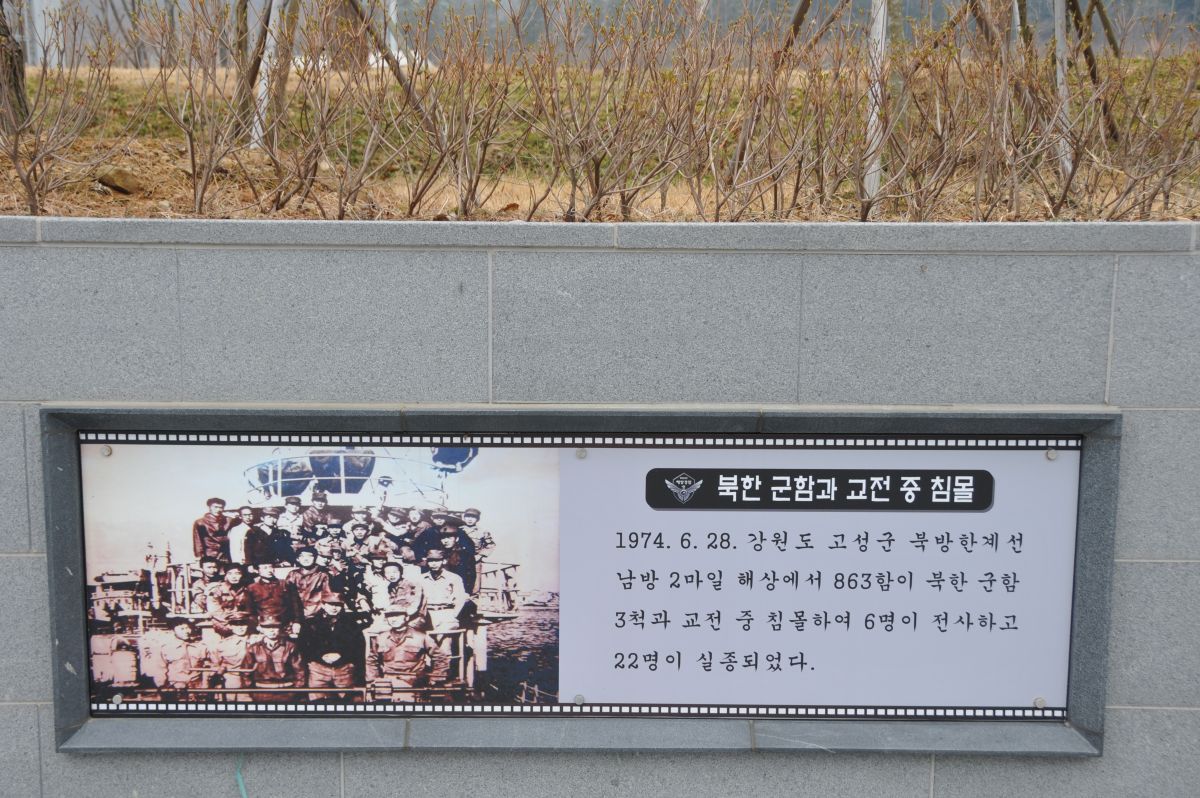 북한 군함과 교전 중 침몰
1974. 6. 28. 강원도 고성군 북방한계선
남방 2마일 해상에서 863함이 북한 군함
3척과 교전 중 침몰하여 6명이 전사하고
22명이 실종되었다.